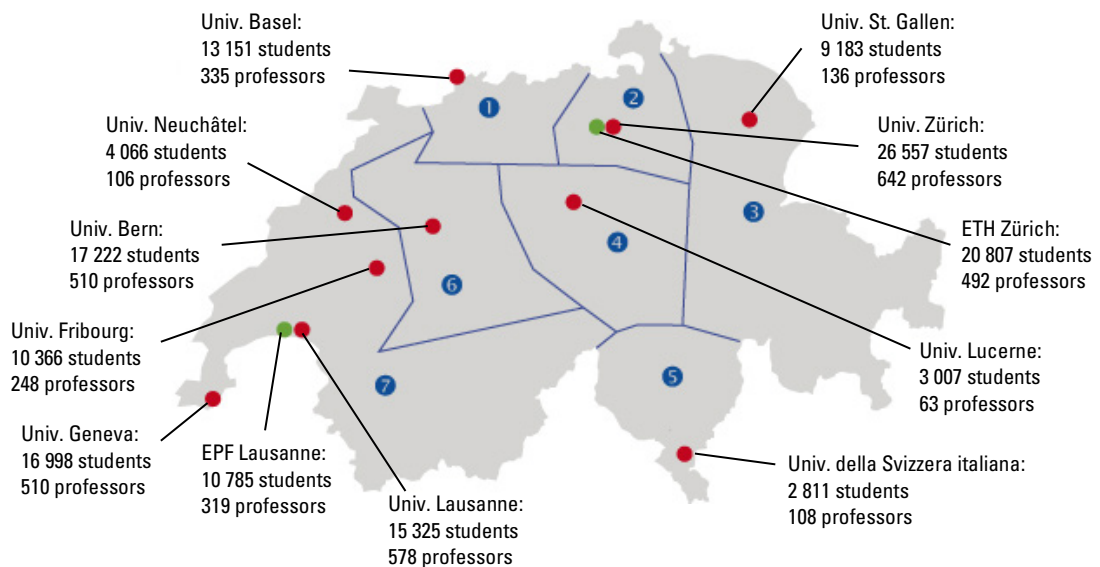 Univ. Basel:
13 151 students
335 professors
Univ. St. Gallen:
9 183 students
136 professors
Univ. Neuchâtel:
4 066 students
106 professors
Univ. Zürich:
26 557 students
642 professors
Univ. Bern:
17 222 students
510 professors
ETH Zürich:
20 807 students
492 professors
Univ. Fribourg:
10 366 students
248 professors
Univ. Lucerne:
3 007 students
63 professors
Univ. Geneva:
16 998 students
510 professors
EPF Lausanne:
10 785 students
319 professors
Univ. Lausanne:
15 325 students
578 professors
Univ. della Svizzera italiana:
2 811 students
108 professors
1
2
3
4
5
6
7